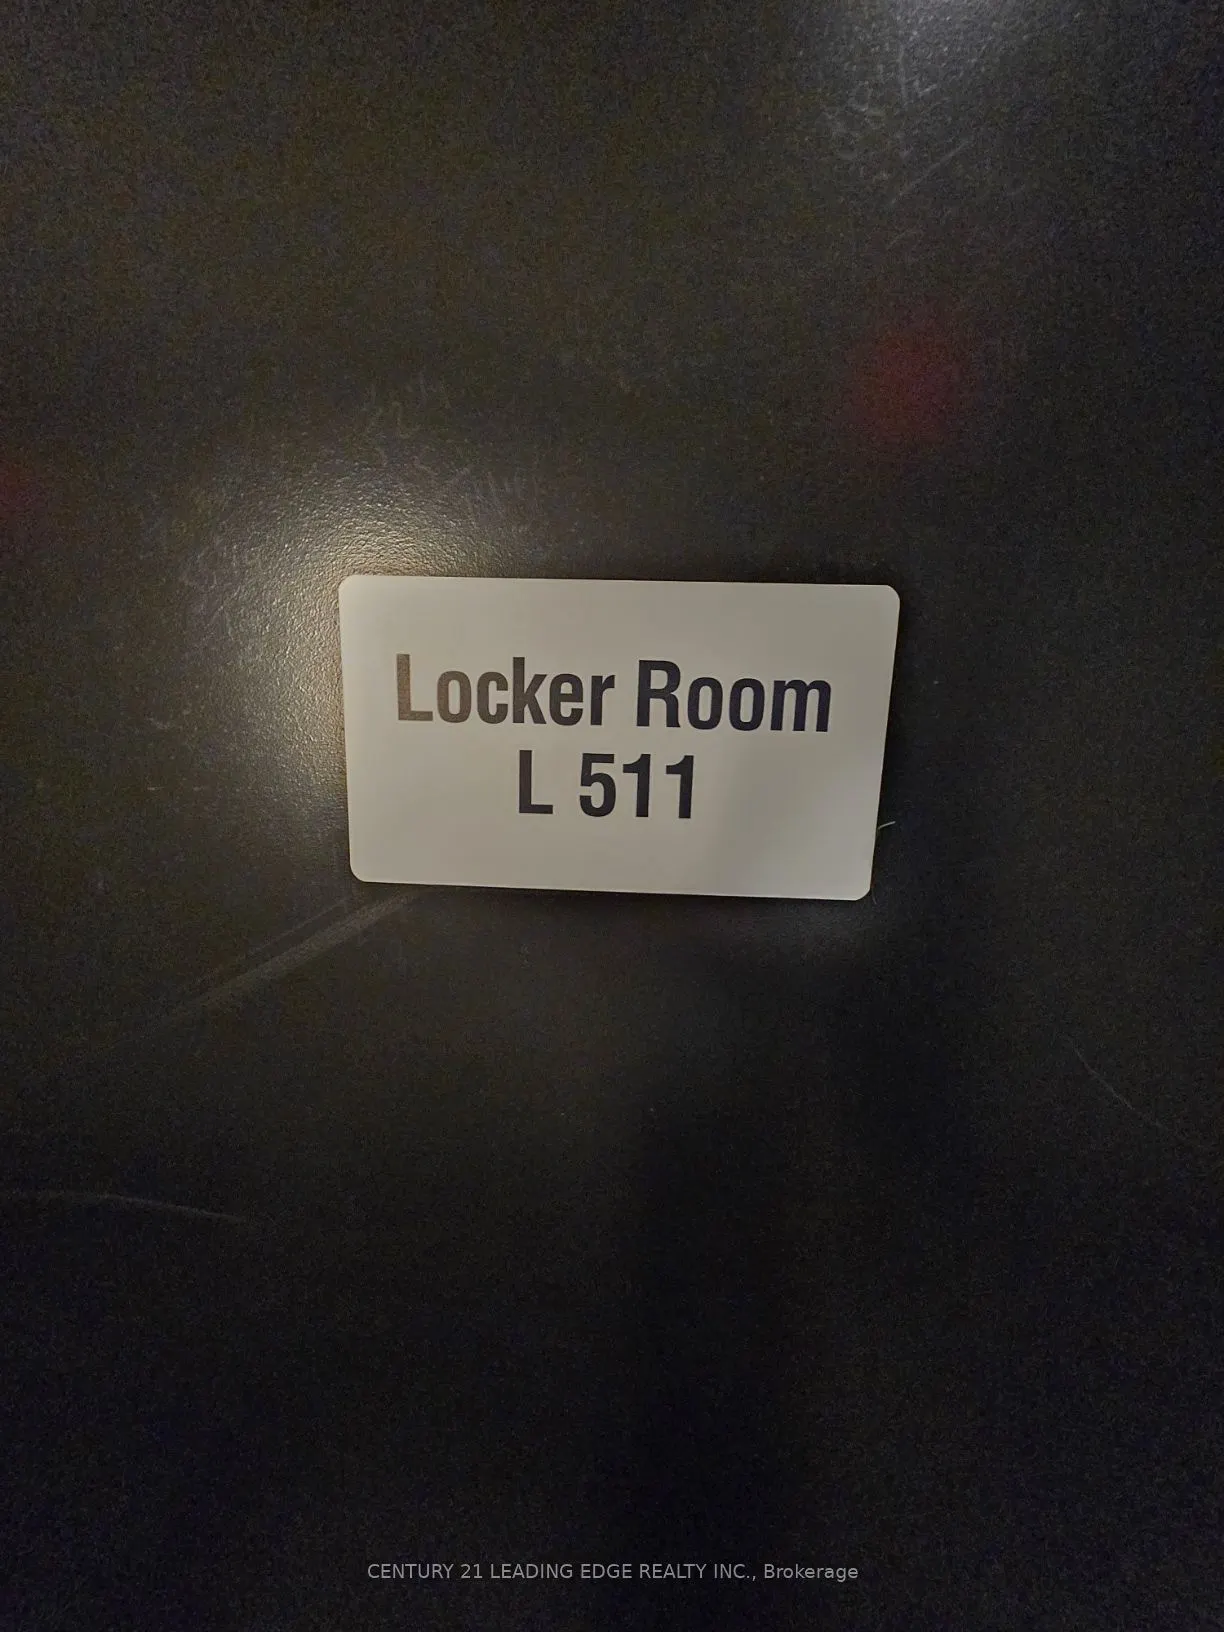 Locker Room
L 511
CENTURY 21 LEADING EDGE REALTY INC., Brokerage